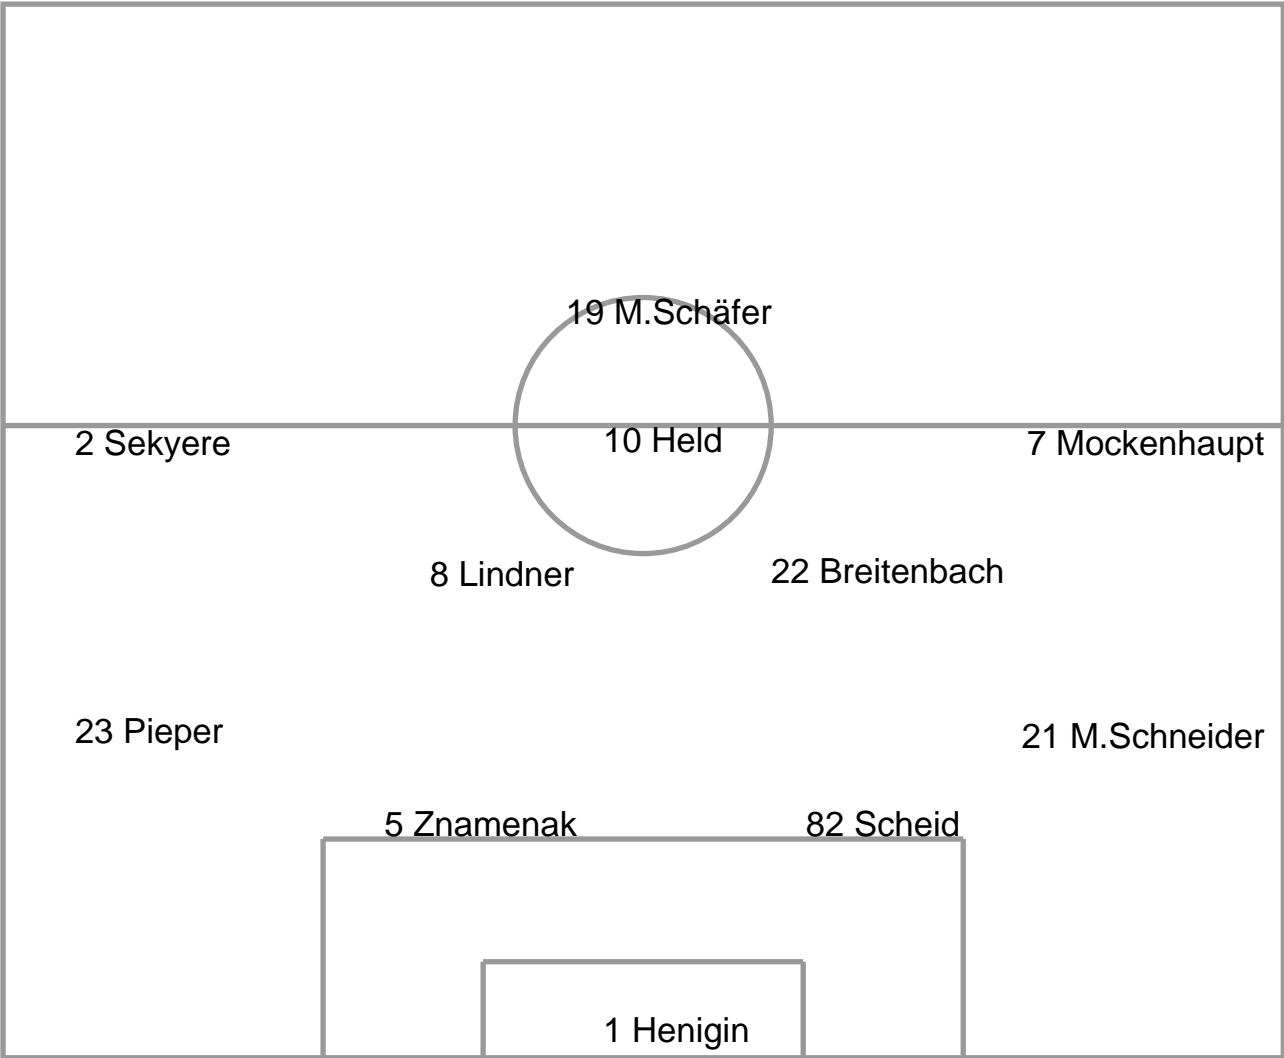 19 M.Schäfer
2 Sekyere
10 Held
7 Mockenhaupt
8 Lindner
22 Breitenbach
23 Pieper
21 M.Schneider
5 Znamenak
82 Scheid
1 Henigin